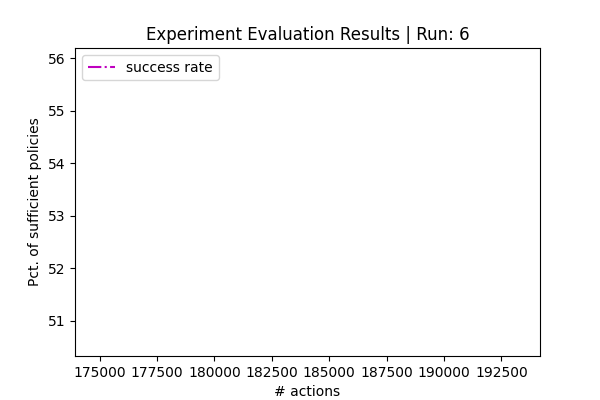 Experiment Evaluation Results | Run: 6
success rate
Pct. of sufficient policies
56
55
54
53
52
51
175000 177500 180000 182500 185000 187500 190000 192500
# actions